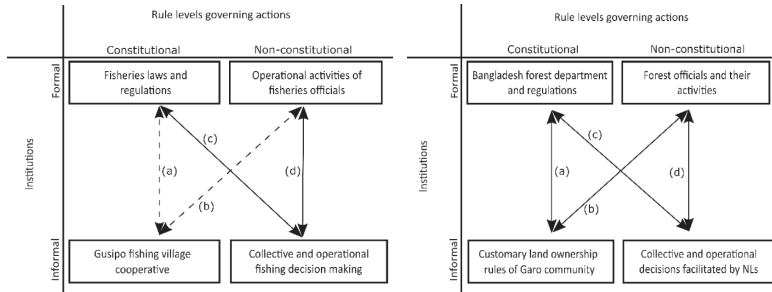 Rule levels governing actions
Constitutional
Non-constitutional
Institutions
Formal
Fisheries laws and
regulations
Operational activities of
fisheries officials
(a)
(b)
(c)
(d)
Informal
Gusipo fishing village
cooperative
Collective and operational
fishing decision making
Rule levels governing actions
Constitutional
Non-constitutional
Institutions
Formal
Bangladesh forest department
and regulations
Forest officials and their
activities
(a)
(b)
(c)
(d)
Informal
Customary land ownership
rules of Garo community
Collective and operational
decisions facilitated by NLs